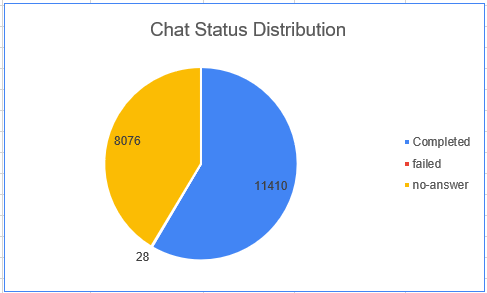 Chat Status Distribution
8076
11410
28
Completed
failed
no-answer